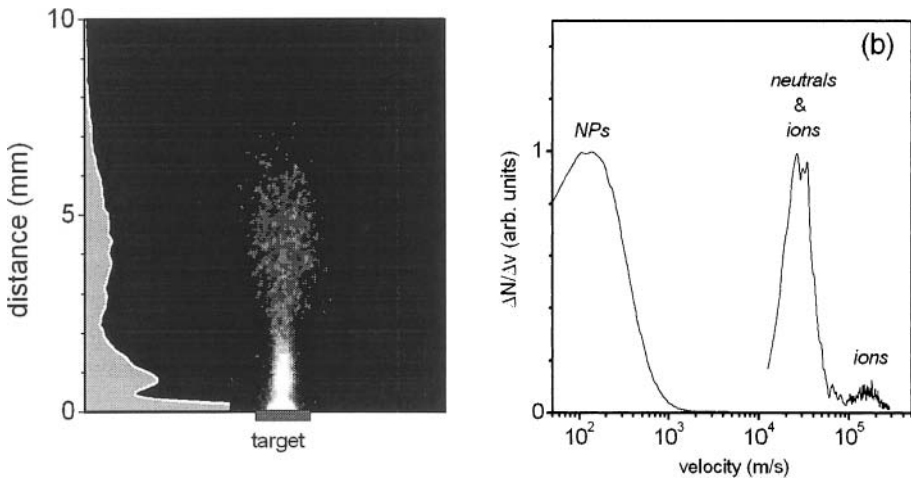 10
5
0
distance (mm)
target
(b)
neutrals
&
ions
NPs
ions
1
0
ΔN/Δv (arb. units)
10² 10³ 10⁴ 10⁵
velocity (m/s)